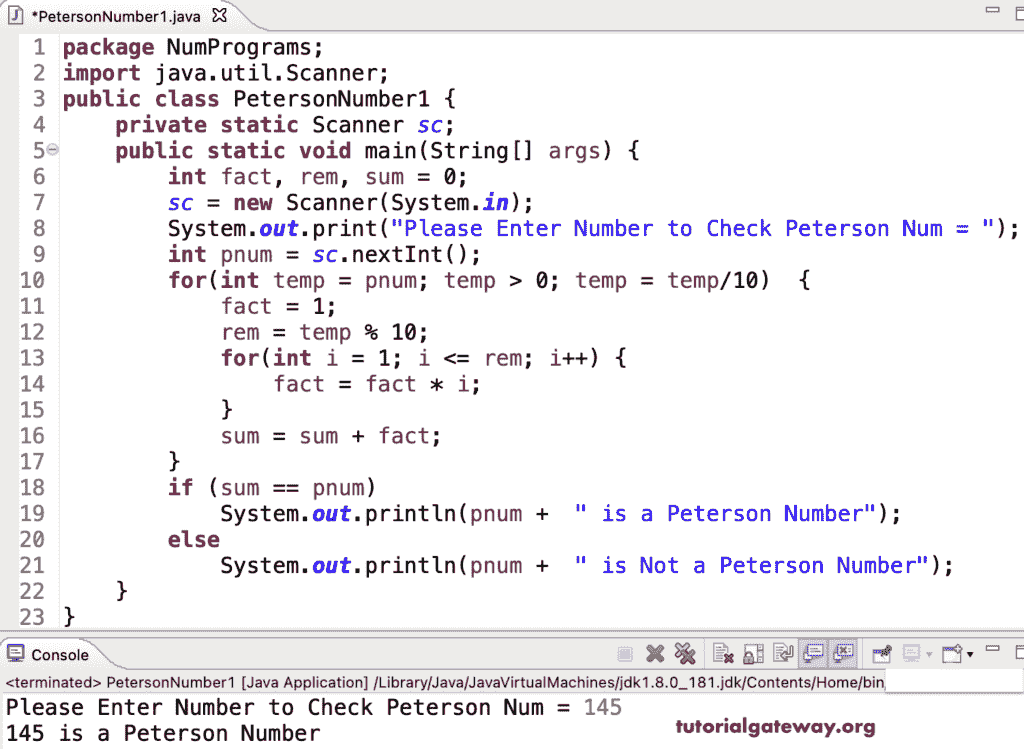 *PetersonNumber1.java
1 package NumPrograms;
2 import java.util.Scanner;
3 public class PetersonNumber1 {
4     private static Scanner sc;
5     public static void main(String[] args) {
6         int fact, rem, sum = 0;
7         sc = new Scanner(System.in);
8         System.out.print("Please Enter Number to Check Peterson Num = ");
9         int pnum = sc.nextInt();
10         for(int temp = pnum; temp > 0; temp = temp/10)  {
11             fact = 1;
12             rem = temp % 10;
13             for(int i = 1; i <= rem; i++) {
14                 fact = fact * i;
15             }
16             sum = sum + fact;
17         }
18         if (sum == pnum)
19             System.out.println(pnum +  " is a Peterson Number");
20         else
21             System.out.println(pnum +  " is Not a Peterson Number");
22     }
23 }
Console
<terminated> PetersonNumber1 [Java Application] /Library/Java/JavaVirtualMachines/jdk1.8.0_181.jdk/Contents/Home/bin
Please Enter Number to Check Peterson Num = 145
145 is a Peterson Number
tutorialgateway.org